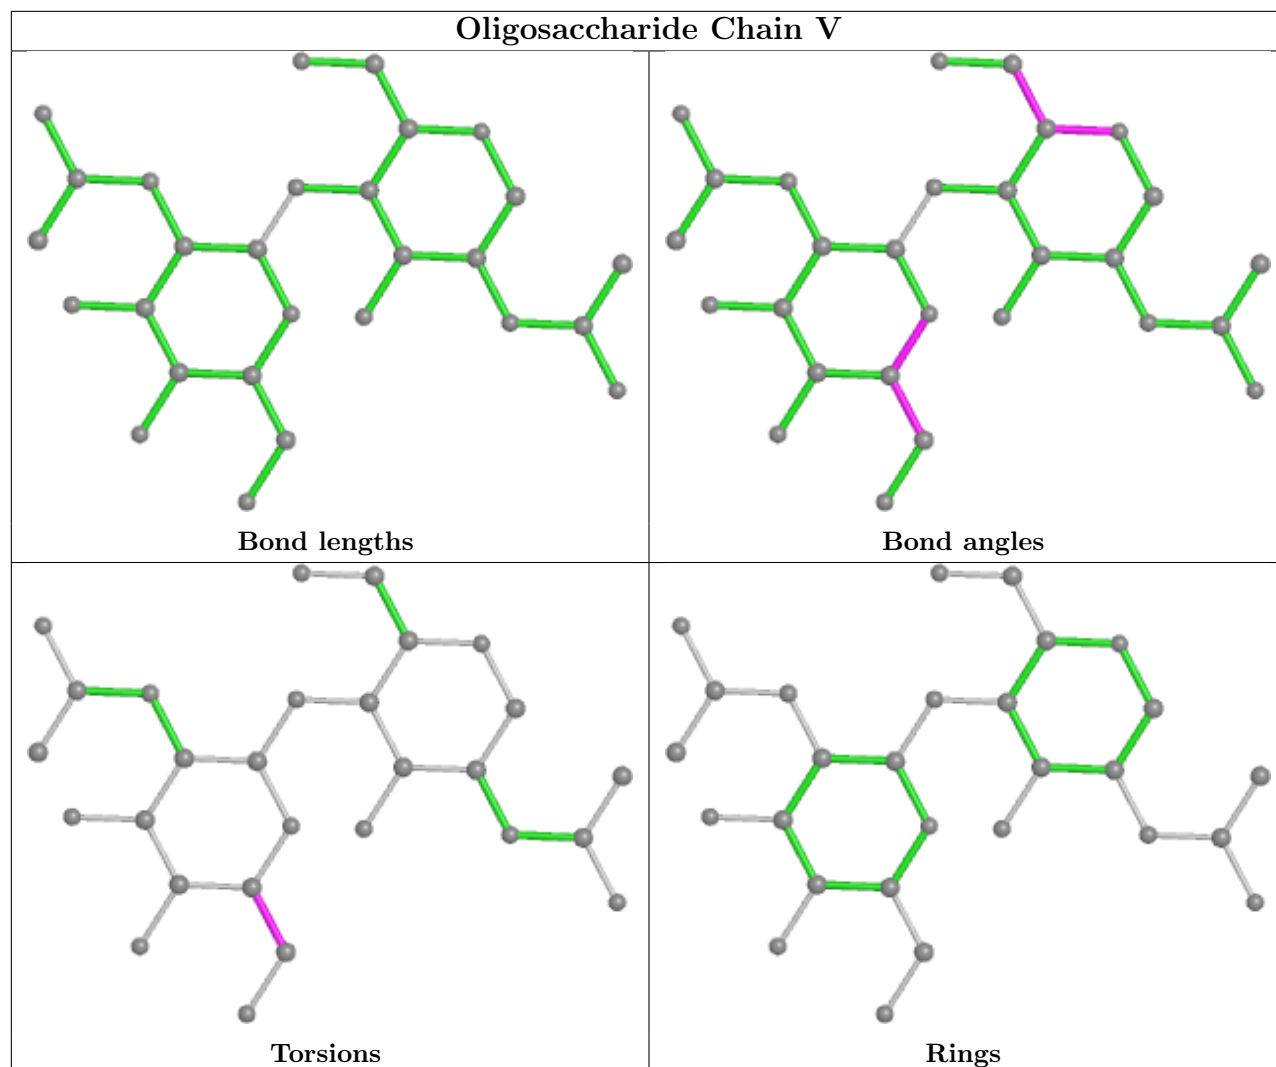 Oligosaccharide Chain V
Bond lengths
Bond angles
Torsions
Rings